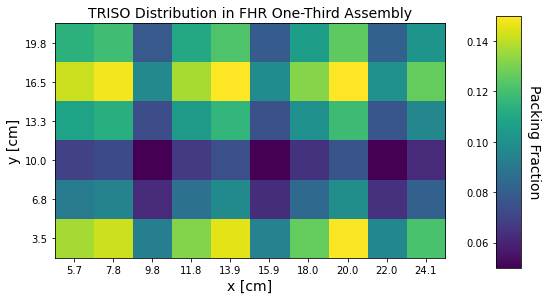 TRISO Distribution in FHR One-Third Assembly
19.8
16.5
13.3
10.0
6.8
3.5
y [cm]
5.7 7.8 9.8 11.8 13.9 15.9 18.0 20.0 22.0 24.1
x [cm]
0.14
0.12
0.10
0.08
0.06
Packing Fraction